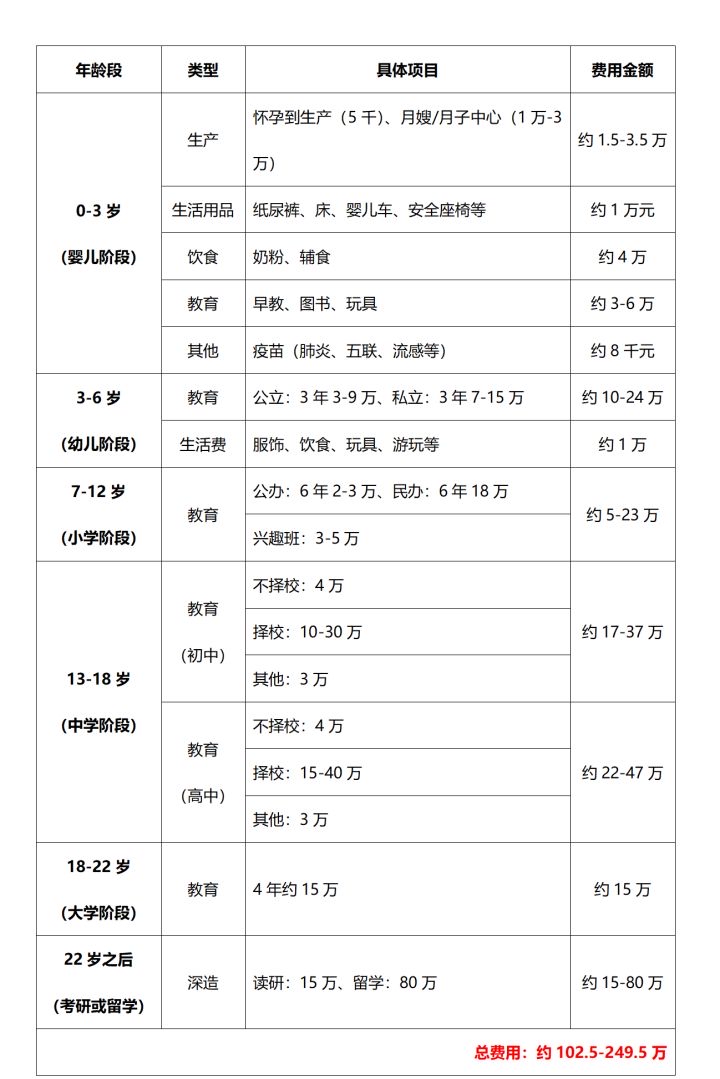 年龄段 类型 具体项目 费用金额
0-3 岁
（婴儿阶段）
生产 怀孕到生产（5 千）、月嫂/月子中心（1 万-3
万） 约 1.5-3.5 万
生活用品 纸尿裤、床、婴儿车、安全座椅等 约 1 万元
饮食 奶粉、辅食 约 4 万
教育 早教、图书、玩具 约 3-6 万
其他 疫苗（肺炎、五联、流感等） 约 8 千元
3-6 岁
（幼儿阶段）
教育 公立：3 年 3-9 万、私立：3 年 7-15 万 约 10-24 万
生活费 服饰、饮食、玩具、游玩等 约 1 万
7-12 岁
（小学阶段）
教育 公办：6 年 2-3 万、民办：6 年 18 万
兴趣班：3-5 万
约 5-23 万
13-18 岁
（中学阶段）
教育
（初中）
不择校：4 万
择校：10-30 万
其他：3 万
约 17-37 万
教育
（高中）
不择校：4 万
择校：15-40 万
其他：3 万
约 22-47 万
18-22 岁
（大学阶段）
教育 4 年约 15 万 约 15 万
22 岁之后
（考研或留学）
深造 读研：15 万、留学：80 万 约 15-80 万
总费用：约 102.5-249.5 万